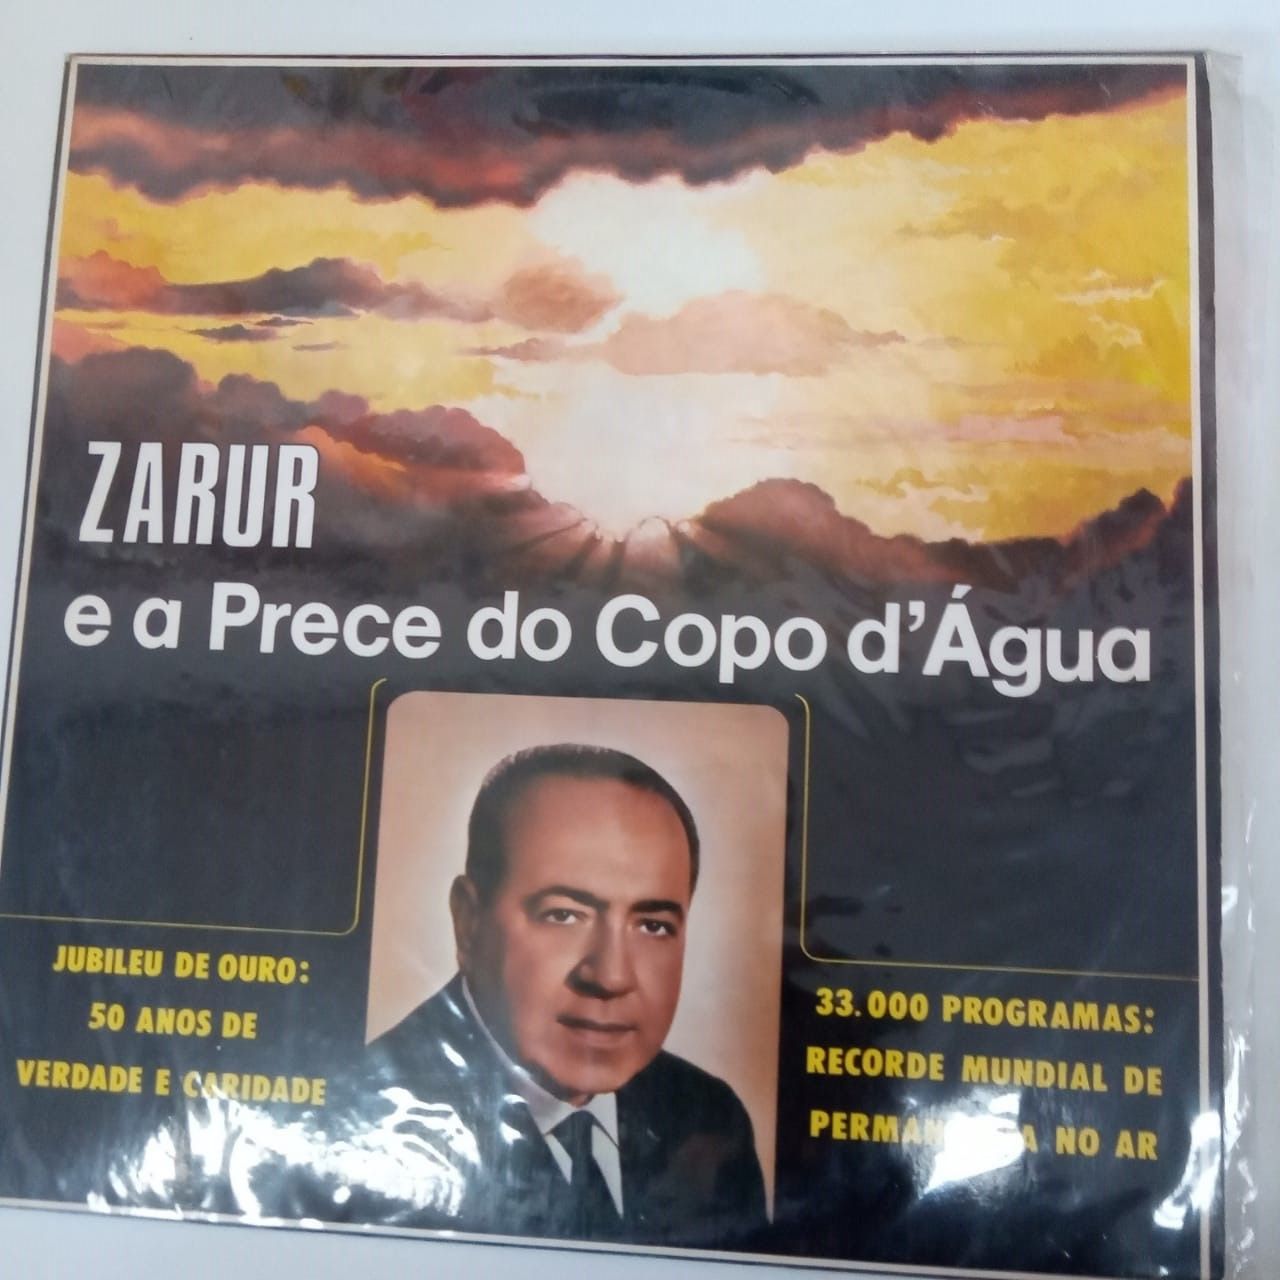 ZARUR
e a Prece do Copo d'Água
JUBILEU DE OURO:
50 ANOS DE
VERDADE E CARIDADE
33.000 PROGRAMAS:
RECORDE MUNDIAL DE
NO AR